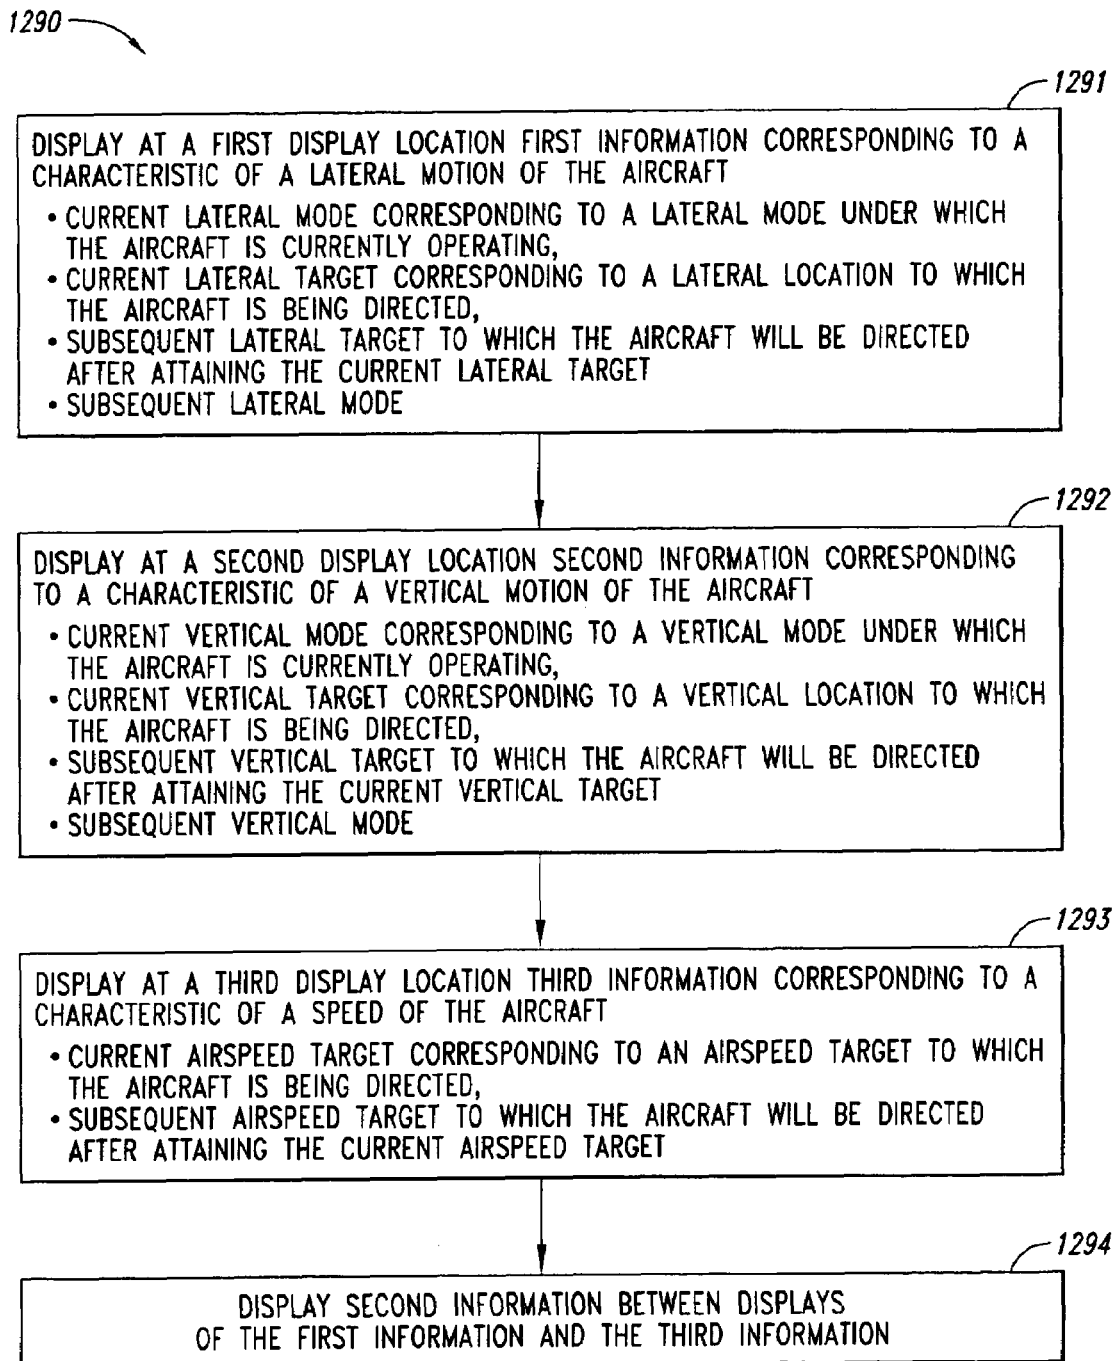 1290
1291
DISPLAY AT A FIRST DISPLAY LOCATION FIRST INFORMATION CORRESPONDING TO A
CHARACTERISTIC OF A LATERAL MOTION OF THE AIRCRAFT
• CURRENT LATERAL MODE CORRESPONDING TO A LATERAL MODE UNDER WHICH
THE AIRCRAFT IS CURRENTLY OPERATING,
• CURRENT LATERAL TARGET CORRESPONDING TO A LATERAL LOCATION TO WHICH
THE AIRCRAFT IS BEING DIRECTED,
• SUBSEQUENT LATERAL TARGET TO WHICH THE AIRCRAFT WILL BE DIRECTED
AFTER ATTAINING THE CURRENT LATERAL TARGET
• SUBSEQUENT LATERAL MODE
1292
DISPLAY AT A SECOND DISPLAY LOCATION SECOND INFORMATION CORRESPONDING
TO A CHARACTERISTIC OF A VERTICAL MOTION OF THE AIRCRAFT
• CURRENT VERTICAL MODE CORRESPONDING TO A VERTICAL MODE UNDER WHICH
THE AIRCRAFT IS CURRENTLY OPERATING,
• CURRENT VERTICAL TARGET CORRESPONDING TO A VERTICAL LOCATION TO WHICH
THE AIRCRAFT IS BEING DIRECTED,
• SUBSEQUENT VERTICAL TARGET TO WHICH THE AIRCRAFT WILL BE DIRECTED
AFTER ATTAINING THE CURRENT VERTICAL TARGET
• SUBSEQUENT VERTICAL MODE
1293
DISPLAY AT A THIRD DISPLAY LOCATION THIRD INFORMATION CORRESPONDING TO A
CHARACTERISTIC OF A SPEED OF THE AIRCRAFT
• CURRENT AIRSPEED TARGET CORRESPONDING TO AN AIRSPEED TARGET TO WHICH
THE AIRCRAFT IS BEING DIRECTED,
• SUBSEQUENT AIRSPEED TARGET TO WHICH THE AIRCRAFT WILL BE DIRECTED
AFTER ATTAINING THE CURRENT AIRSPEED TARGET
1294
DISPLAY SECOND INFORMATION BETWEEN DISPLAYS
OF THE FIRST INFORMATION AND THE THIRD INFORMATION